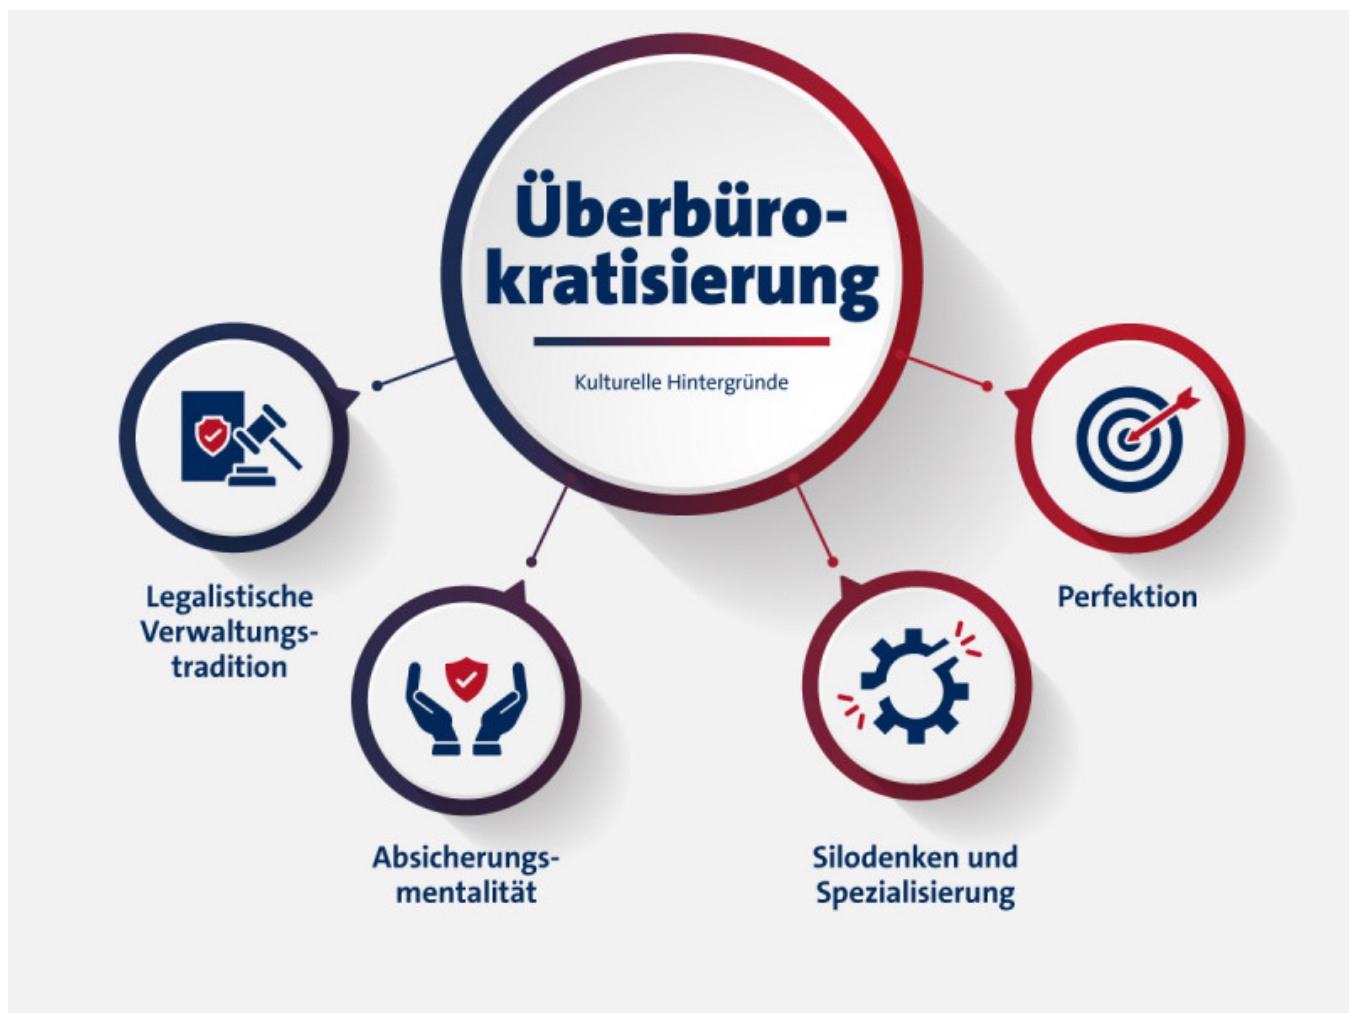 Überbüro-
kratisierung
Kulturelle Hintergründe
Legalistische
Verwaltungs-
tradition
Absicherungs-
mentalität
Silodenken und
Spezialisierung
Perfektion